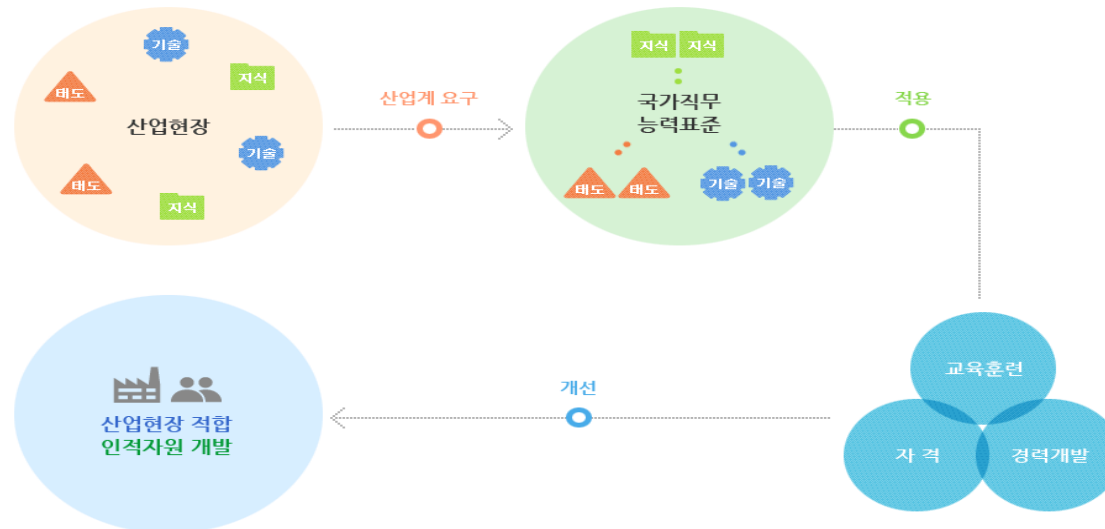 기술
지식
태도
산업현장
기술
태도
지식
산업계 요구
지식 지식
국가직무
능력표준
태도 태도
기술 기술
적용
교육훈련
자 격
경력개발
개선
산업현장 적합
인적자원 개발